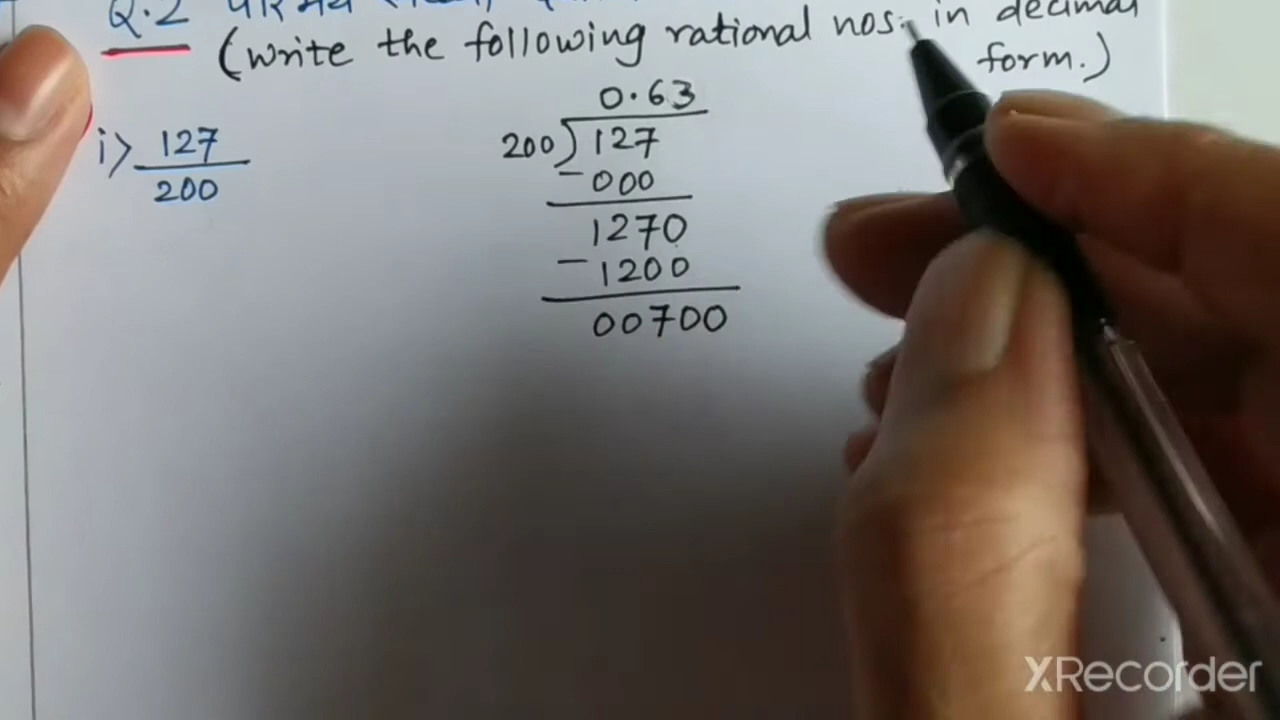 Q.2
(write the following rational nos. in decimal
form.)
i> 127
200
0.63
200)127
-000
1270
-1200
00700
XRecorder